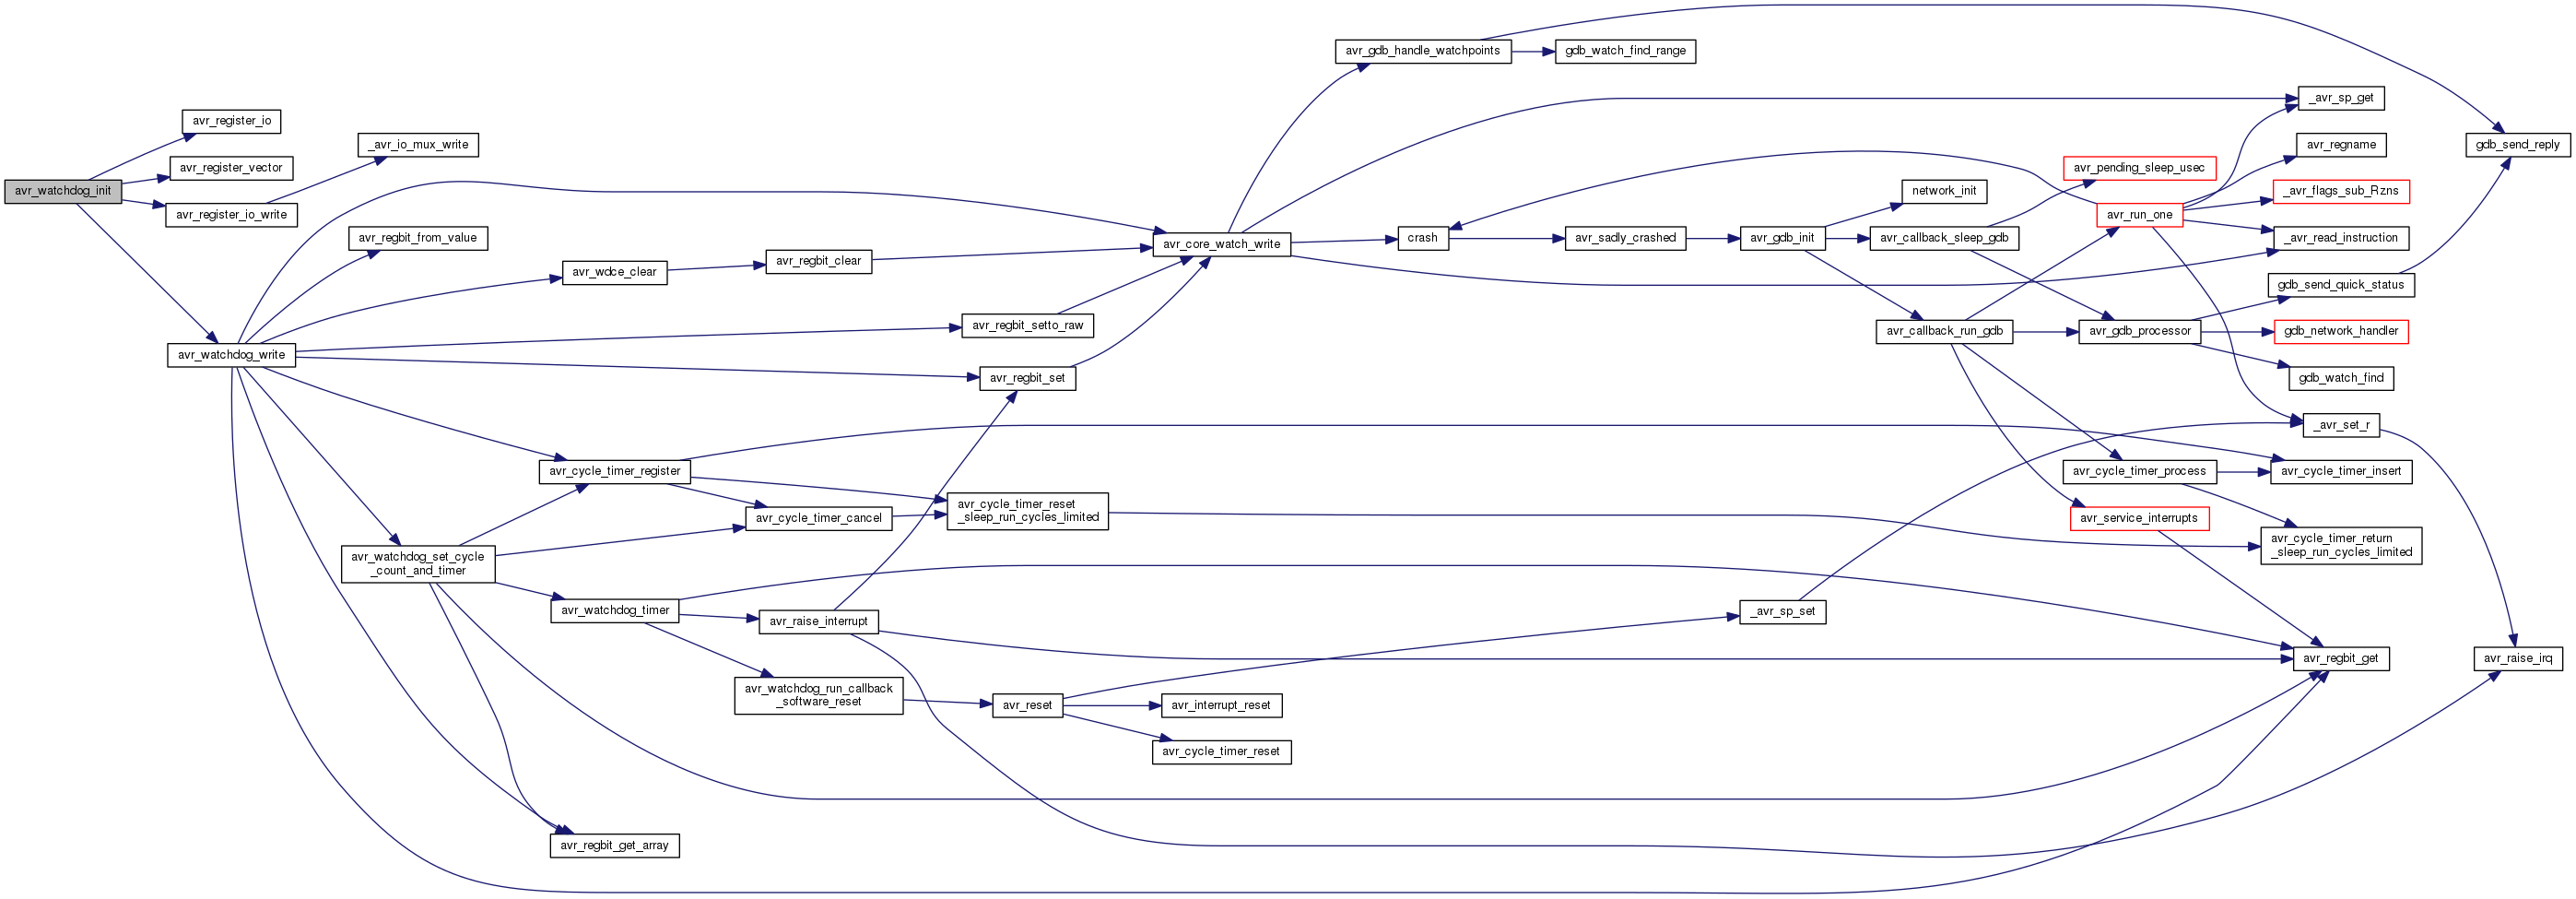 avr_watchdog_init
avr_register_io
avr_register_vector
avr_register_io_write
_avr_io_mux_write
avr_watchdog_write
avr_regbit_from_value
avr_wdce_clear
avr_regbit_clear
avr_regbit_setto_raw
avr_regbit_set
avr_cycle_timer_register
avr_cycle_timer_cancel
avr_cycle_timer_reset
_sleep_run_cycles_limited
avr_watchdog_set_cycle
_count_and_timer
avr_watchdog_timer
avr_raise_interrupt
avr_watchdog_run_callback
_software_reset
avr_regbit_get_array
avr_reset
avr_interrupt_reset
avr_cycle_timer_reset
avr_core_watch_write
avr_gdb_handle_watchpoints
gdb_watch_find_range
crash
avr_sadly_crashed
avr_gdb_init
network_init
avr_callback_sleep_gdb
avr_callback_run_gdb
_avr_sp_set
avr_pending_sleep_usec
avr_run_one
avr_gdb_processor
avr_cycle_timer_process
avr_service_interrupts
_avr_sp_get
avr_regname
_avr_flags_sub_Rzns
_avr_read_instruction
gdb_send_quick_status
gdb_network_handler
gdb_watch_find
_avr_set_r
avr_cycle_timer_insert
avr_cycle_timer_return
_sleep_run_cycles_limited
avr_regbit_get
gdb_send_reply
avr_raise_irq